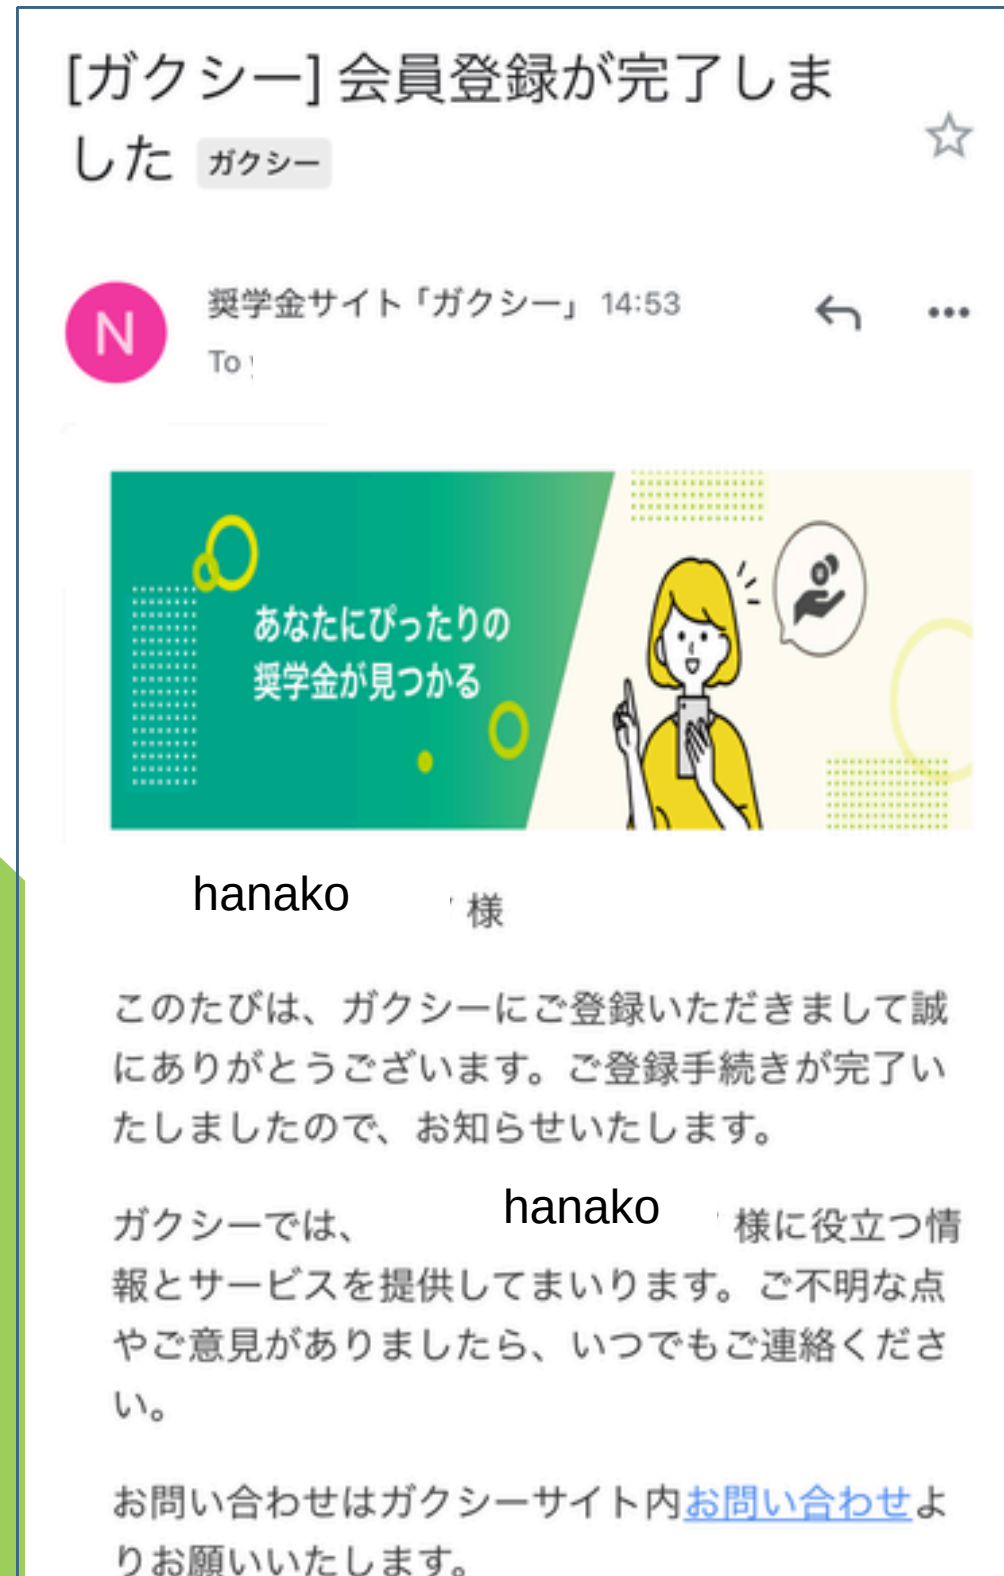 [ガクシー] 会員登録が完了しま
した ガクシー
N
奨学金サイト「ガクシー」 14:53
To
あなたにぴったりの
奨学金が見つかる
hanako 様
このたびは、ガクシーにご登録いただきまして誠
にありがとうございます。ご登録手続きが完了い
たしましたので、お知らせいたします。
ガクシーでは、 hanako 様に役立つ情
報とサービスを提供してまいります。ご不明な点
やご意見がありましたら、いつでもご連絡くださ
い。
お問い合わせはガクシーサイト内お問い合わせよ
りお願いいたします。